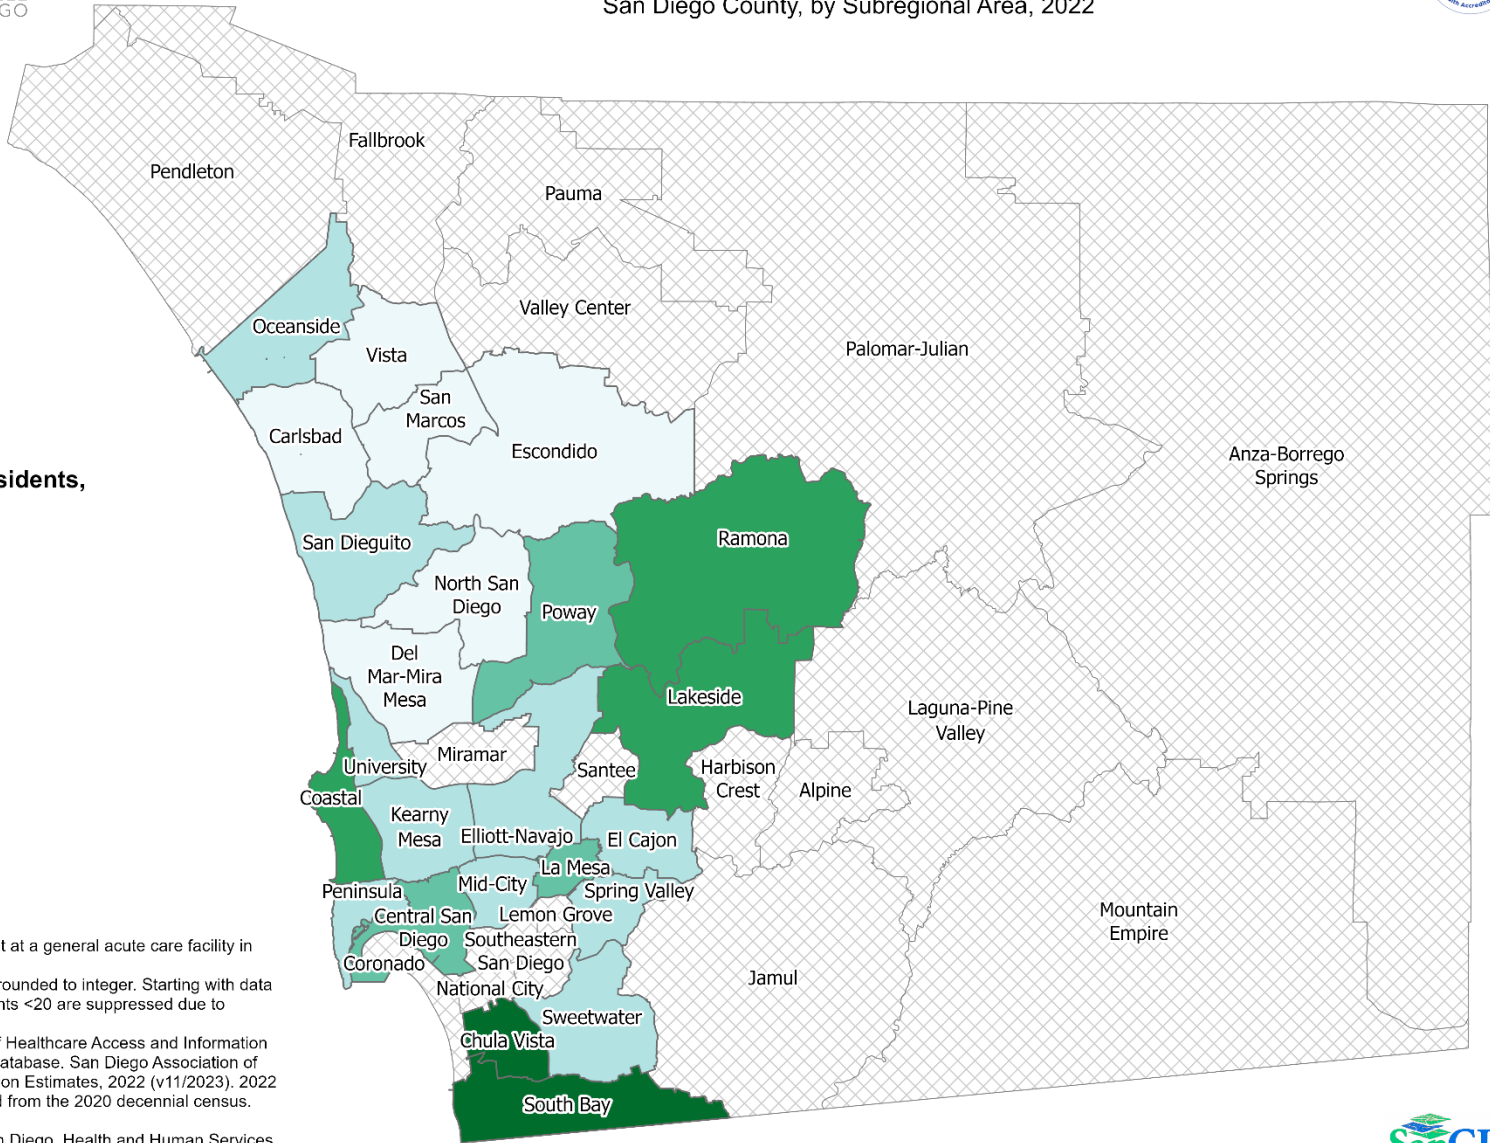 GO
San Diego County, by Subregional Area, 2022
Fallbrook
Pendleton
Pauma
Valley Center
Oceanside
Palomar-Julian
Vista
San
Marcos
Carlsbad
Escondido
Anza-Borrego
Springs
sidents,
Ramona
San Dieguito
North San
Diego
Poway
Del
Mar-Mira
Mesa
Lakeside
Laguna-Pine
Valley
Miramar
University
Santee
Harbison
Crest
Alpine
Coastal
Kearny
Mesa
Elliott-Navajo
El Cajon
La Mesa
Peninsula
Mid-City
Spring Valley
Central San
Diego
Lemon Grove
Mountain
Empire
Southeastern
San Diego
Coronado
Jamul
National City
Sweetwater
Chula Vista
South Bay
t at a general acute care facility in
rounded to integer. Starting with data
nts <20 are suppressed due to
f Healthcare Access and Information
atabase. San Diego Association of
on Estimates, 2022 (v11/2023). 2022
d from the 2020 decennial census.
n Diego, Health and Human Services